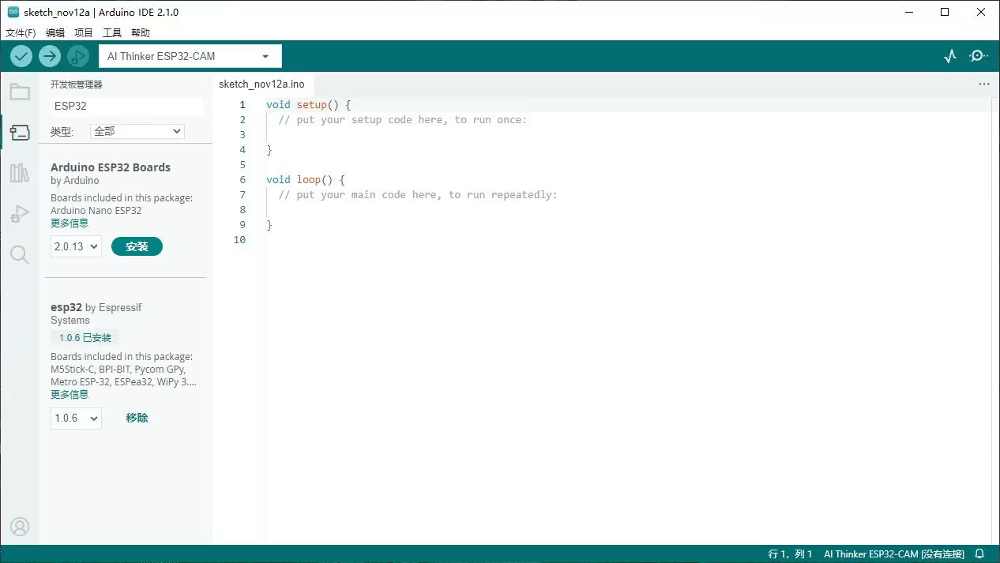 sketch_nov12a | Arduino IDE 2.1.0
文件(F) 编辑 项目 工具 帮助
AI Thinker ESP32-CAM
开发板管理器
ESP32
类型: 全部
Arduino ESP32 Boards
by Arduino
Boards included in this package:
Arduino Nano ESP32
更多信息
2.0.13 安装
esp32 by Espressif
Systems
1.0.6 已安装
Boards included in this package:
M5Stick-C, BPI-BIT, Pycom GPy,
Metro ESP-32, ESPea32, WiPy 3....
更多信息
1.0.6 移除
sketch_nov12a.ino
1 void setup() {
2 // put your setup code here, to run once:
3
4 }
5
6 void loop() {
7 // put your main code here, to run repeatedly:
8
9 }
10
行 1，列 1 AI Thinker ESP32-CAM [没有连接]